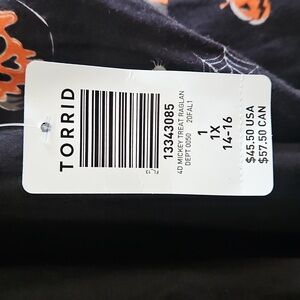 TORRID
13343085
4D MICKEY TREAT RAGLAN
DEPT.0050 20FAL1
1
1X
14-16
$45.50 USA
$57.50 CAN